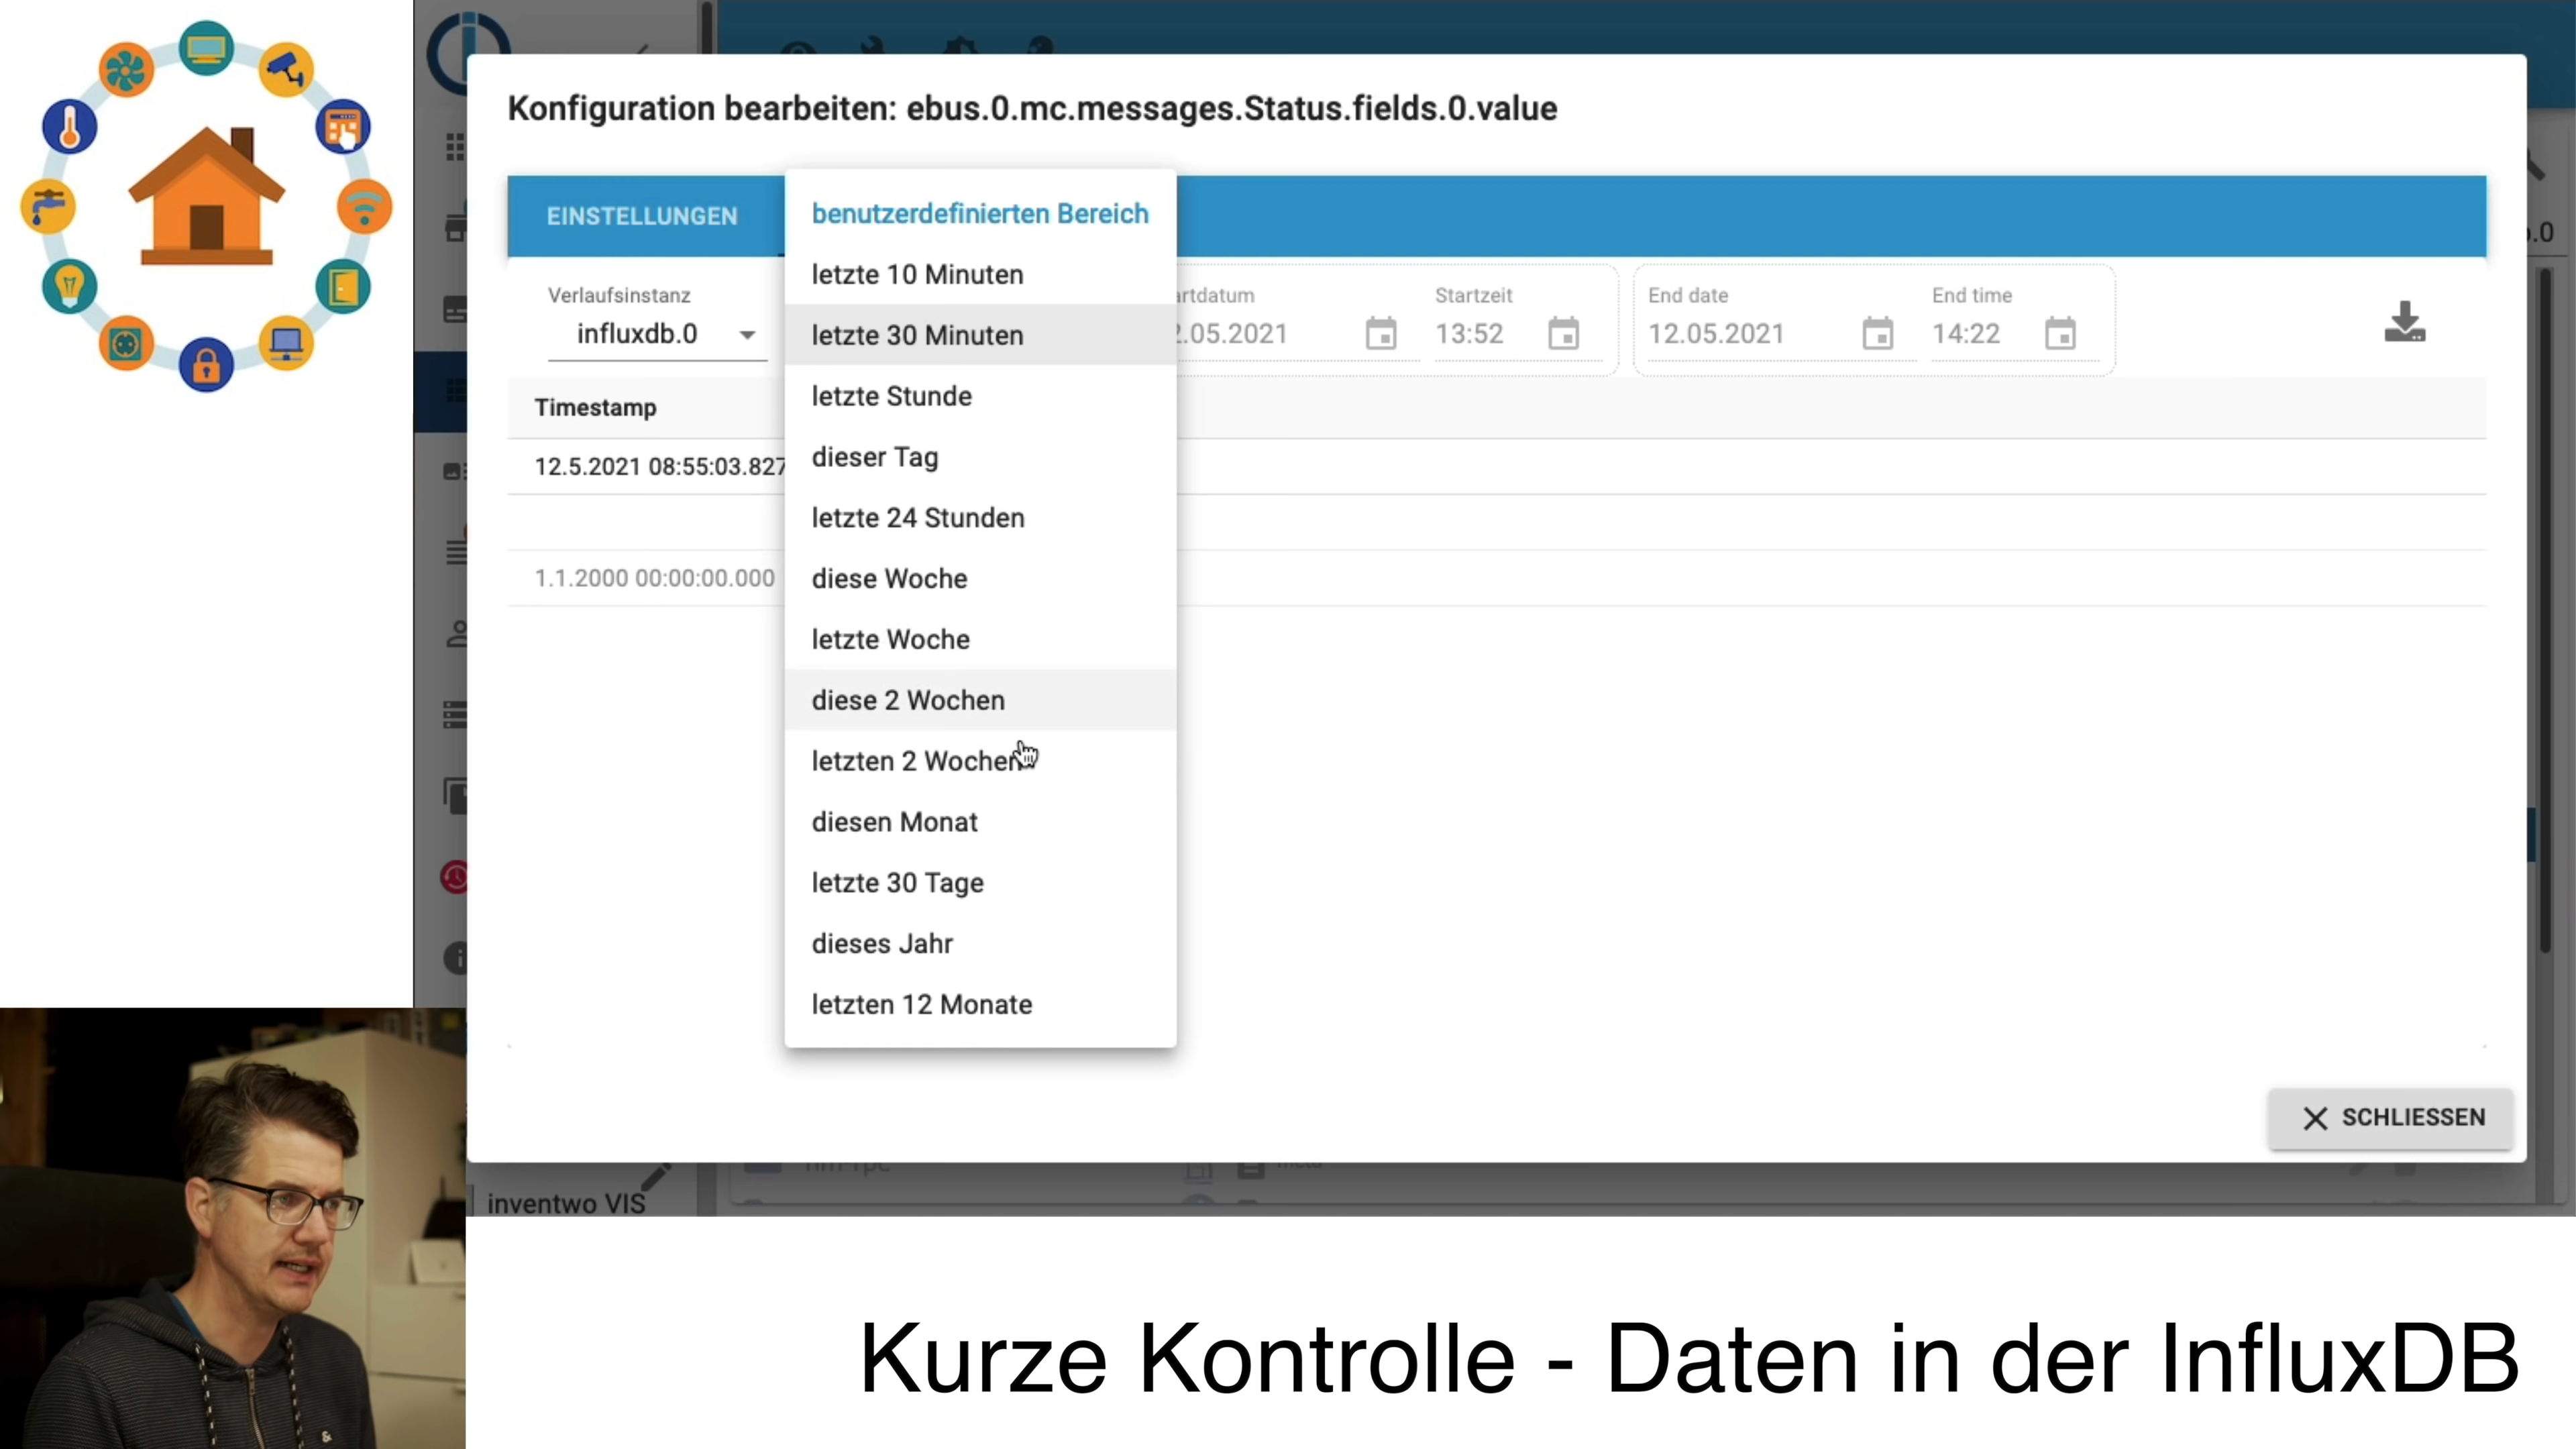 Konfiguration bearbeiten: ebus.0.mc.messages.Status.fields.0.value
EINSTELLUNGEN
benutzerdefinierten Bereich
letzte 10 Minuten
letzte 30 Minuten
letzte Stunde
dieser Tag
letzte 24 Stunden
diese Woche
letzte Woche
diese 2 Wochen
letzten 2 Wochen
diesen Monat
letzte 30 Tage
dieses Jahr
letzten 12 Monate
Verlaufsinstanz
influxdb.0
artdatum
2.05.2021
Startzeit
13:52
End date
12.05.2021
End time
14:22
Timestamp
12.5.2021 08:55:03.827
1.1.2000 00:00:00.000
SCHLIESSEN
inventwo VIS
Kurze Kontrolle - Daten in der InfluxDB